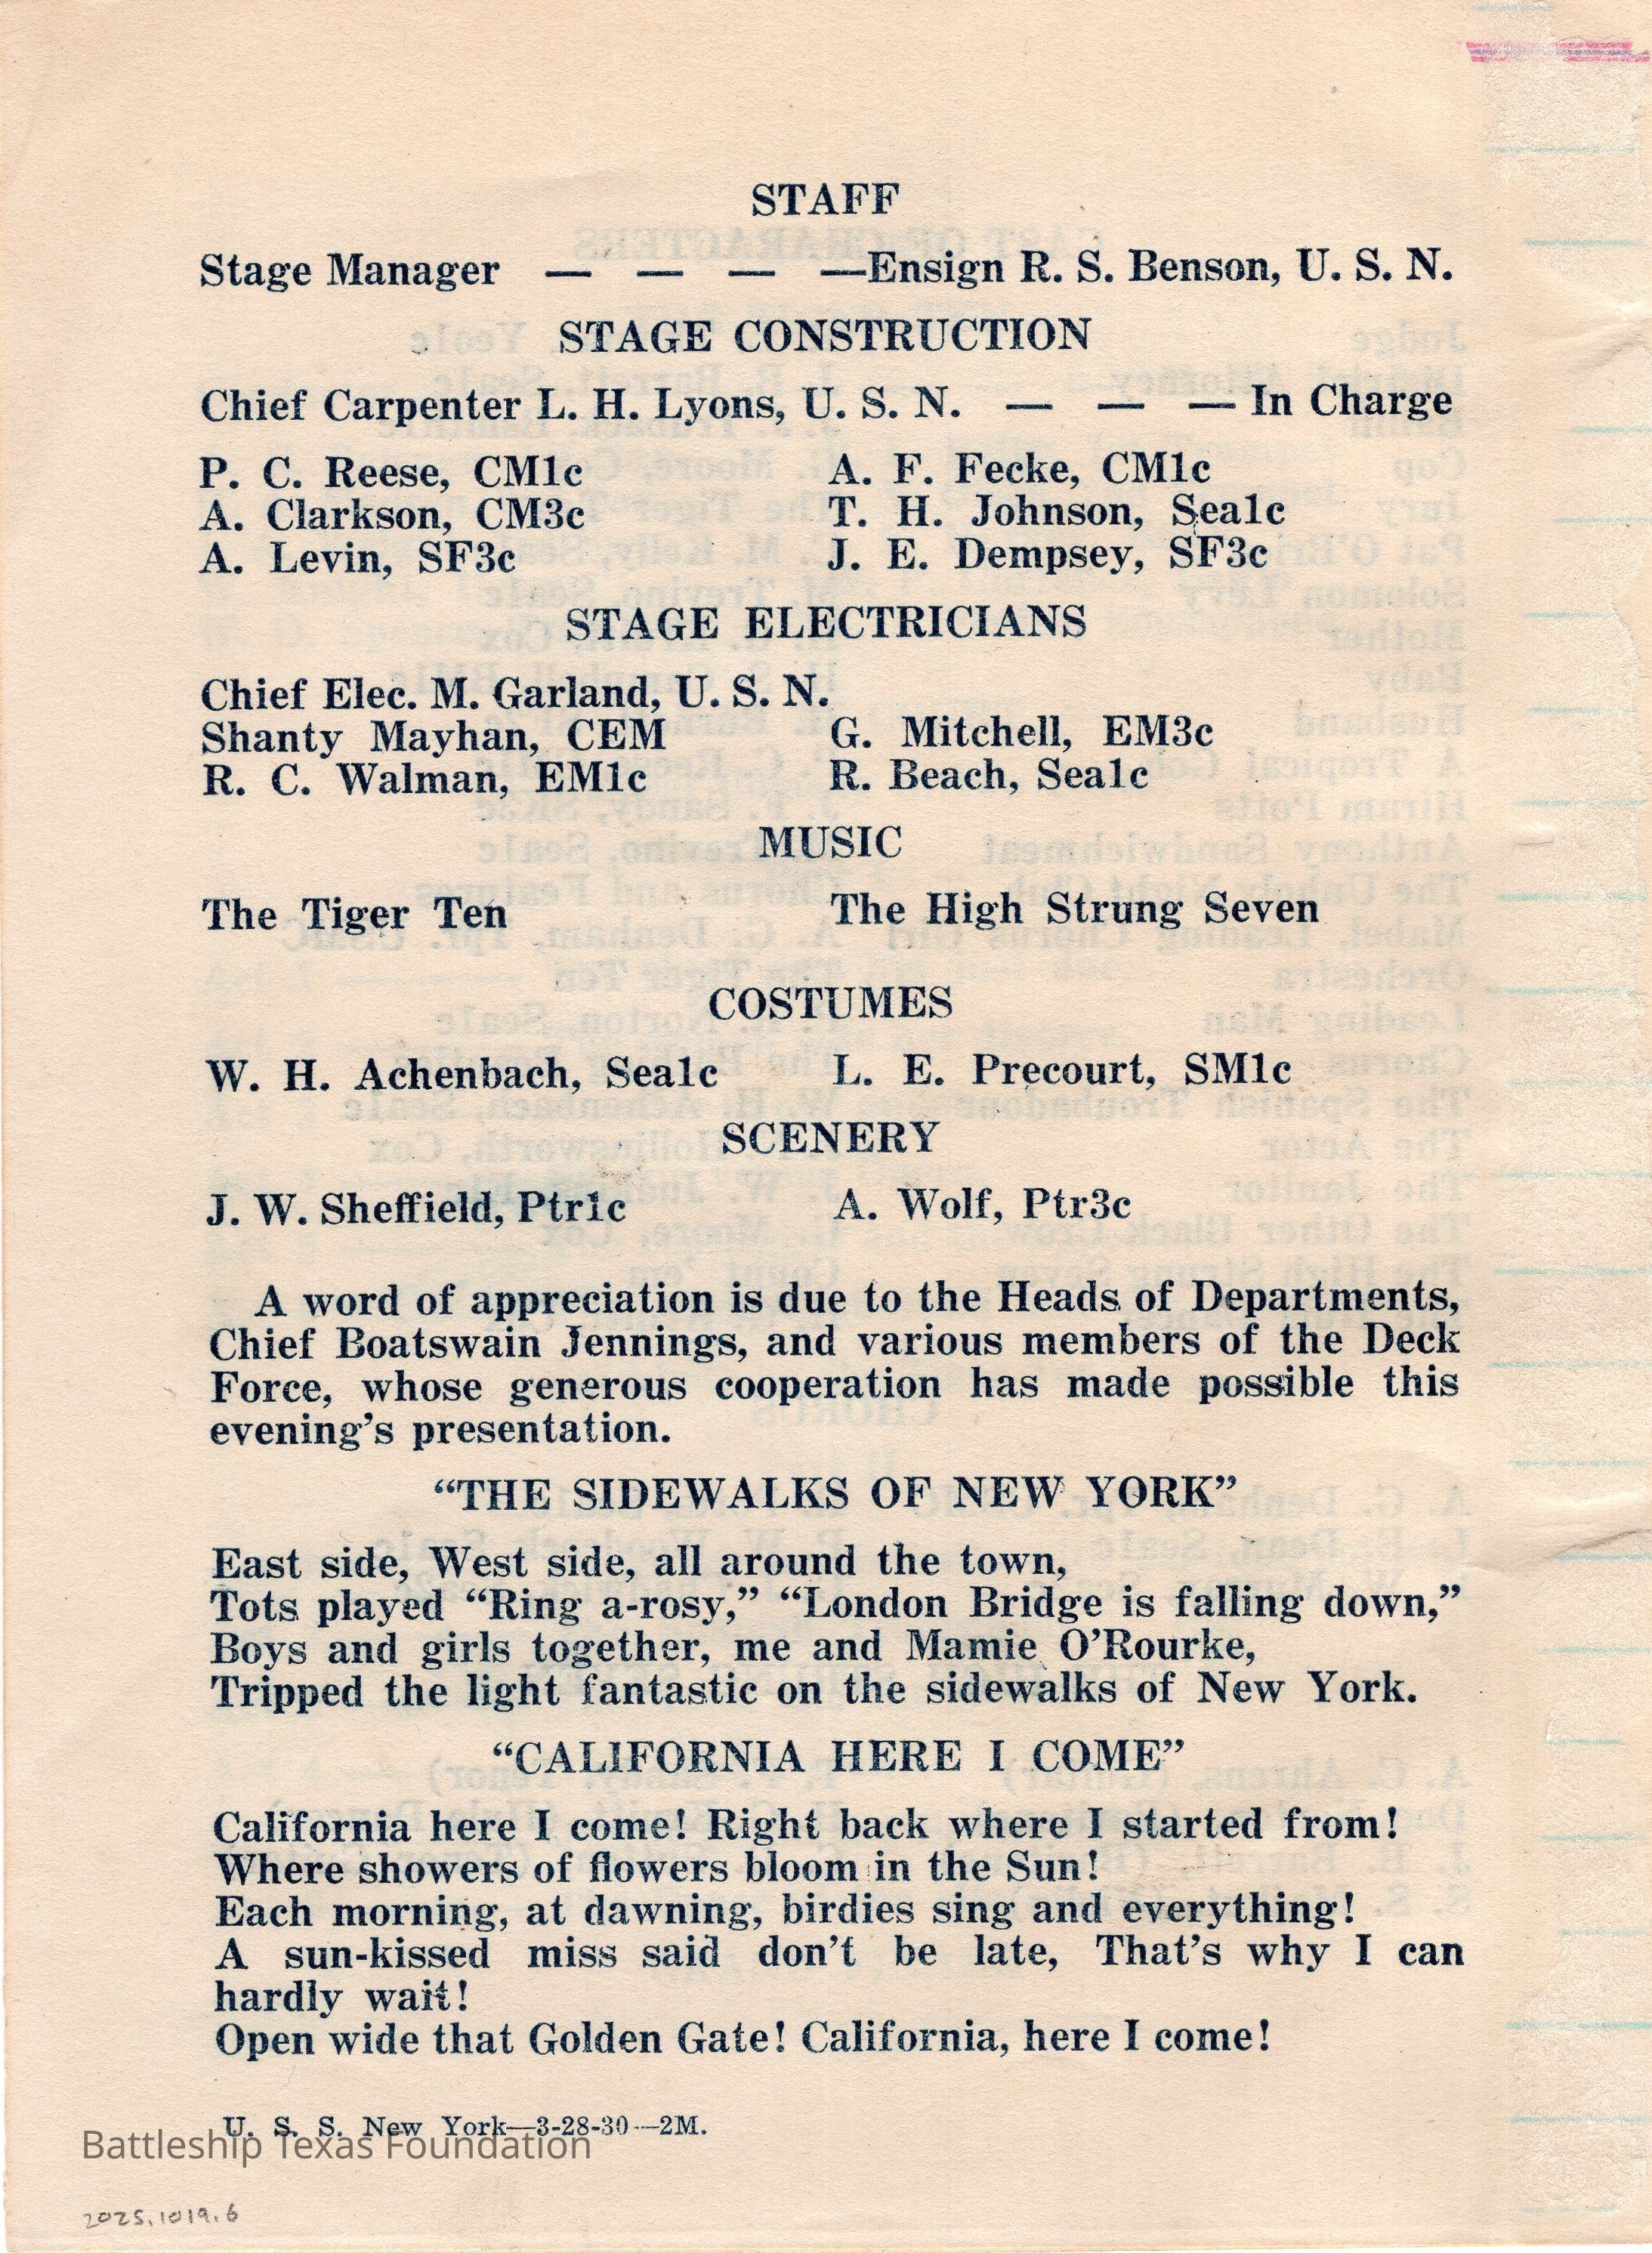 STAFF
Stage Manager — — — —Ensign R. S. Benson, U. S. N.
STAGE CONSTRUCTION
Chief Carpenter L. H. Lyons, U. S. N. — — — In Charge
P. C. Reese, CM1c A. F. Fecke, CM1c
A. Clarkson, CM3c T. H. Johnson, Sea1c
A. Levin, SF3c J. E. Dempsey, SF3c
STAGE ELECTRICIANS
Chief Elec. M. Garland, U. S. N.
Shanty Mayhan, CEM G. Mitchell, EM3c
R. C. Walman, EM1c R. Beach, Sea1c
MUSIC
The Tiger Ten The High Strung Seven
COSTUMES
W. H. Achenbach, Sea1c L. E. Precourt, SM1c
SCENERY
J. W. Sheffield, Ptr1c A. Wolf, Ptr3c
A word of appreciation is due to the Heads of Departments,
Chief Boatswain Jennings, and various members of the Deck
Force, whose generous cooperation has made possible this
evening's presentation.
“THE SIDEWALKS OF NEW YORK”
East side, West side, all around the town,
Tots played “Ring a-rosy,” “London Bridge is falling down,”
Boys and girls together, me and Mamie O'Rourke,
Tripped the light fantastic on the sidewalks of New York.
“CALIFORNIA HERE I COME”
California here I come! Right back where I started from!
Where showers of flowers bloom in the Sun!
Each morning, at dawning, birdies sing and everything!
A sun-kissed miss said don't be late, That's why I can
hardly wait!
Open wide that Golden Gate! California, here I come!
U. S. S. New York—3-28-30—2M.
Battleship Texas Foundation
2025.1019.6